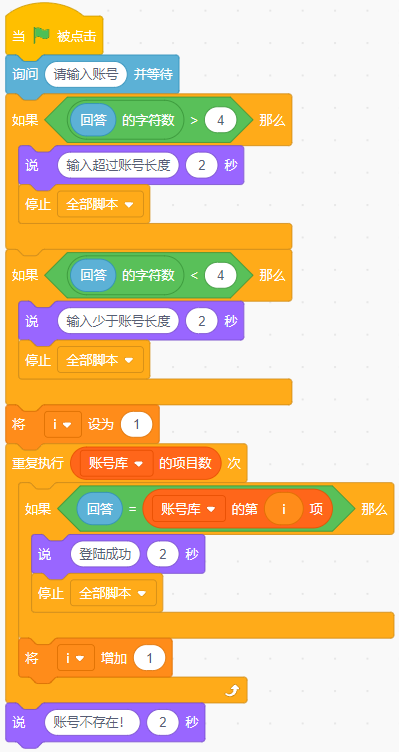 当 被点击
询问 请输入账号 并等待
如果 回答 的字符数 > 4 那么
说 输入超过账号长度 2 秒
停止 全部脚本
如果 回答 的字符数 < 4 那么
说 输入少于账号长度 2 秒
停止 全部脚本
将 i 设为 1
重复执行 账号库 的项目数 次
如果 回答 = 账号库 的第 i 项 那么
说 登陆成功 2 秒
停止 全部脚本
将 i 增加 1
说 账号不存在！ 2 秒